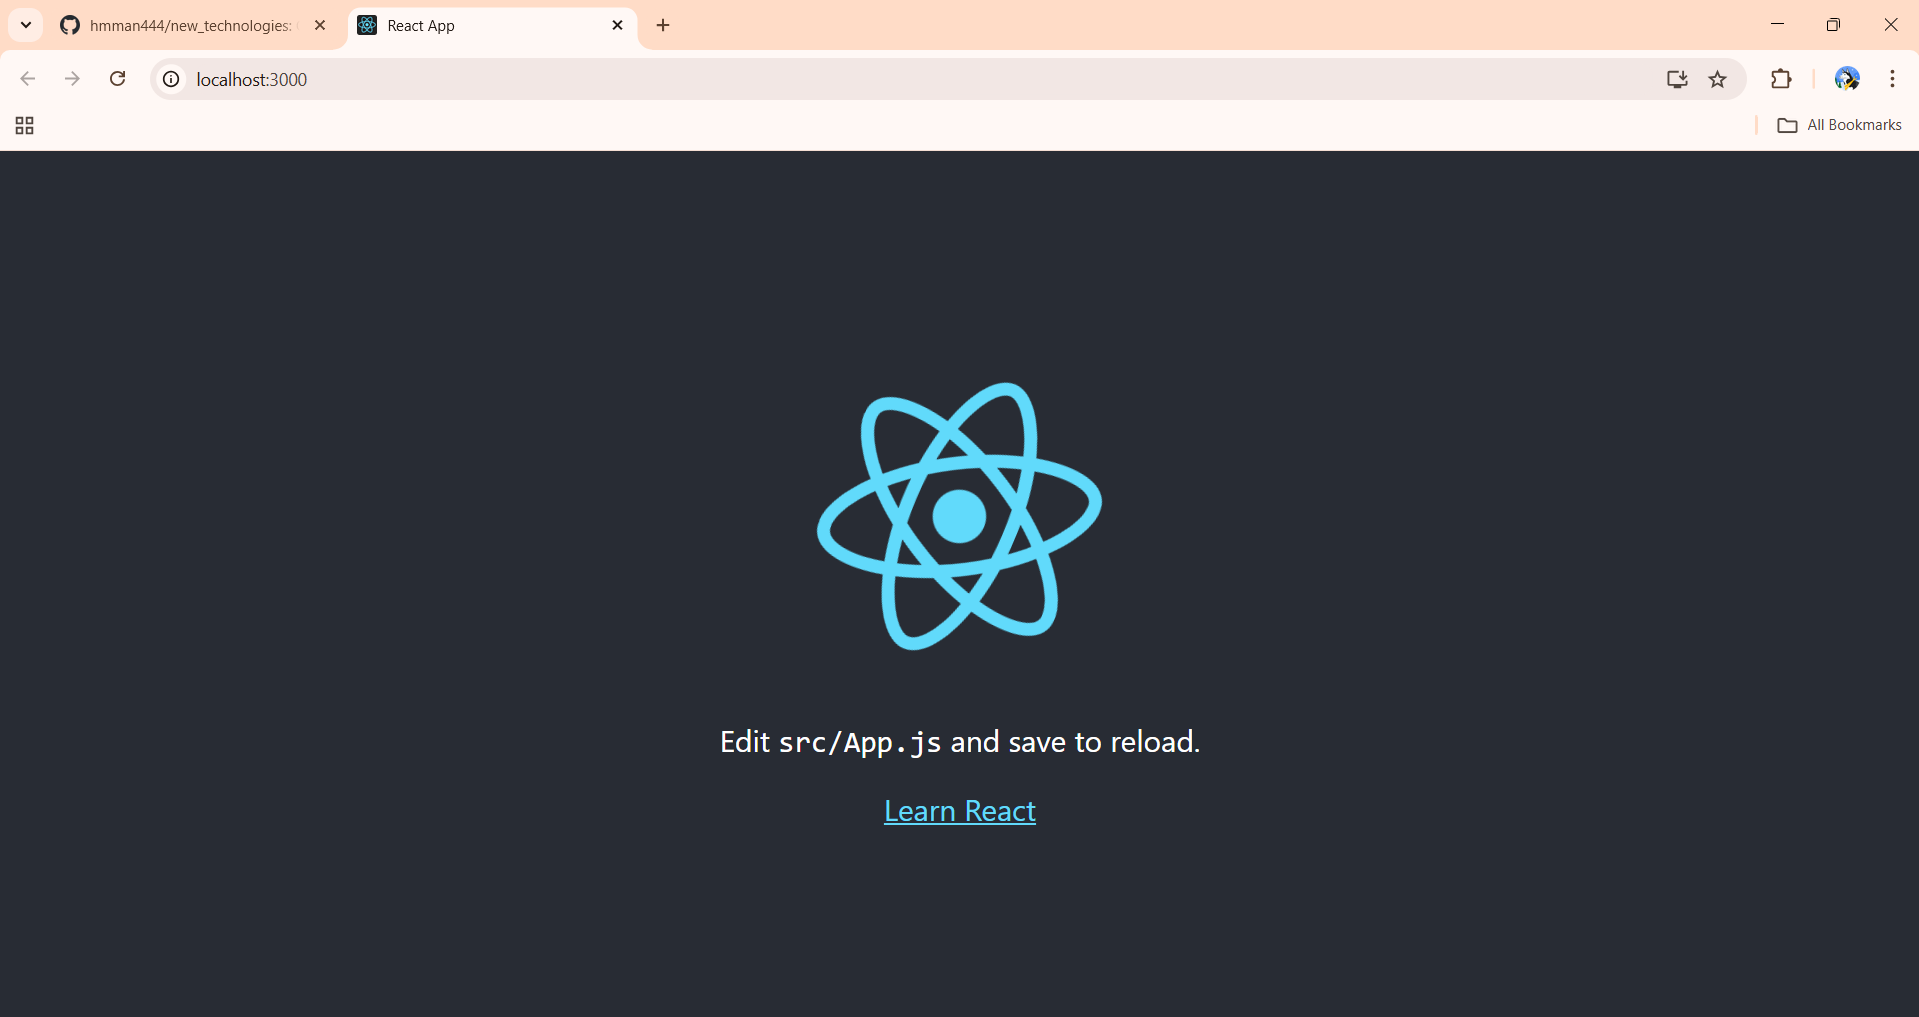 hmman444/new_technologies:
React App
localhost:3000
All Bookmarks
Edit src/App.js and save to reload.
Learn React